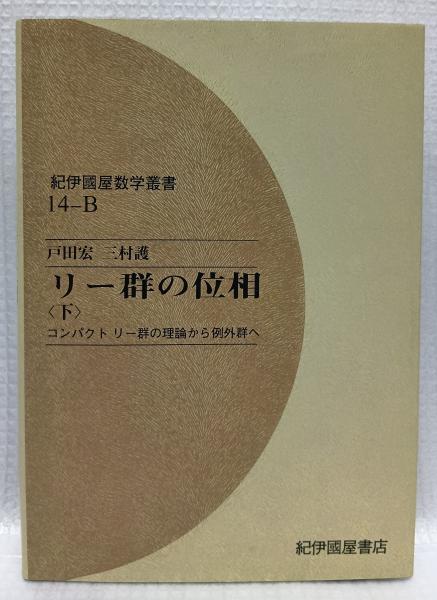 紀伊國屋数学叢書
14-B
戸田宏 三村護
リー群の位相
〈下〉
コンパクト リー群の理論から例外群へ
紀伊國屋書店